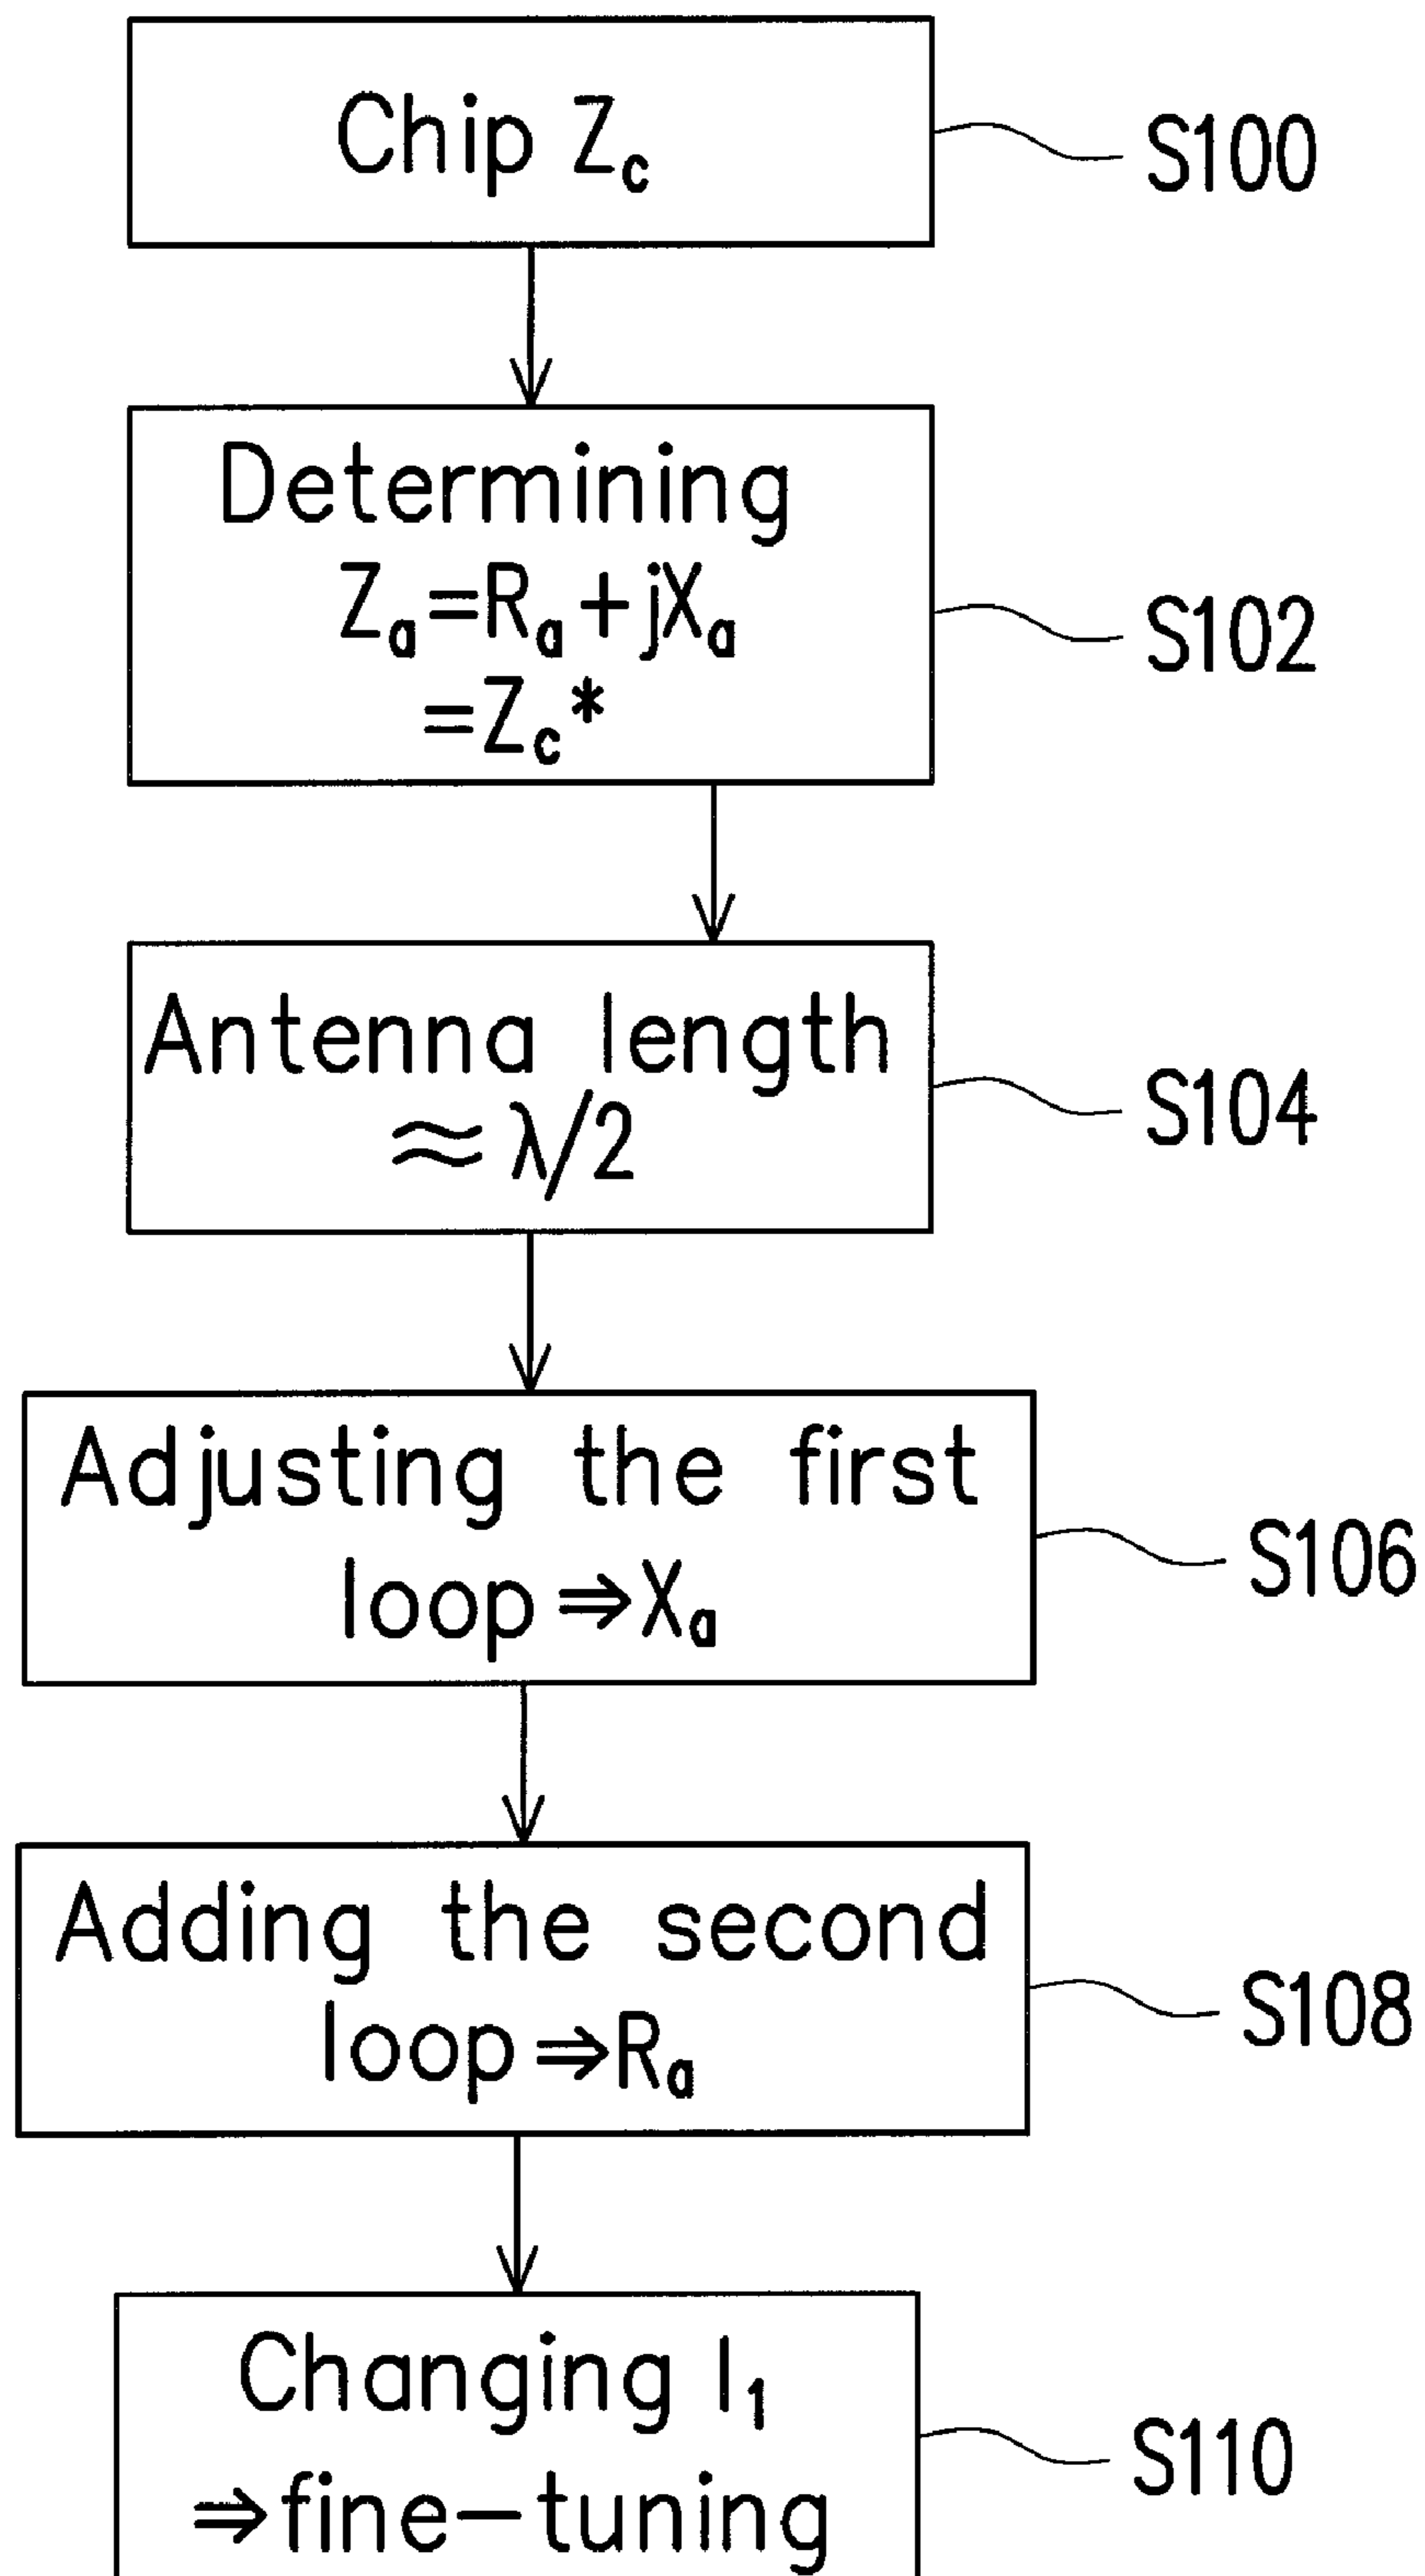 Chip Z_c
S100
Determining
Z_a=R_a+jX_a
=Z_c*
S102
Antenna length
≈λ/2
S104
Adjusting the first
loop⇒X_a
S106
Adding the second
loop⇒R_a
S108
Changing l_1
⇒fine-tuning
S110